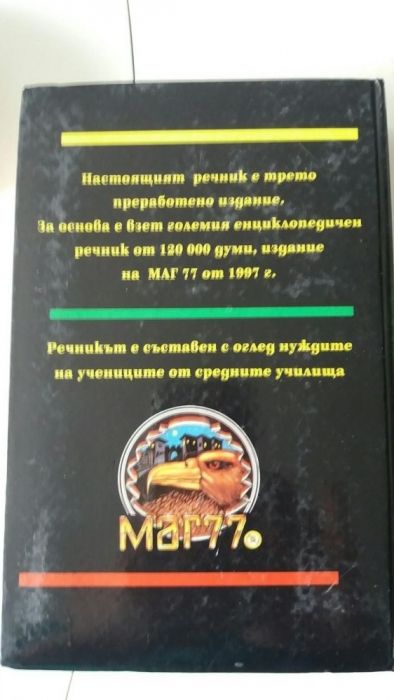 Настоящият речник е трето
преработено издание.
За основа е взет големия енциклопедичен
речник от 120 000 думи, издание
на МАГ 77 от 1997 г.
Речникът е съставен с оглед нуждите
на учениците от средните училища
МАГ77